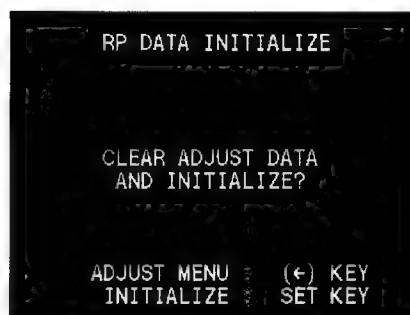 RP DATA INITIALIZE
CLEAR ADJUST DATA
AND INITIALIZE?
ADJUST MENU : (←) KEY
INITIALIZE : SET KEY